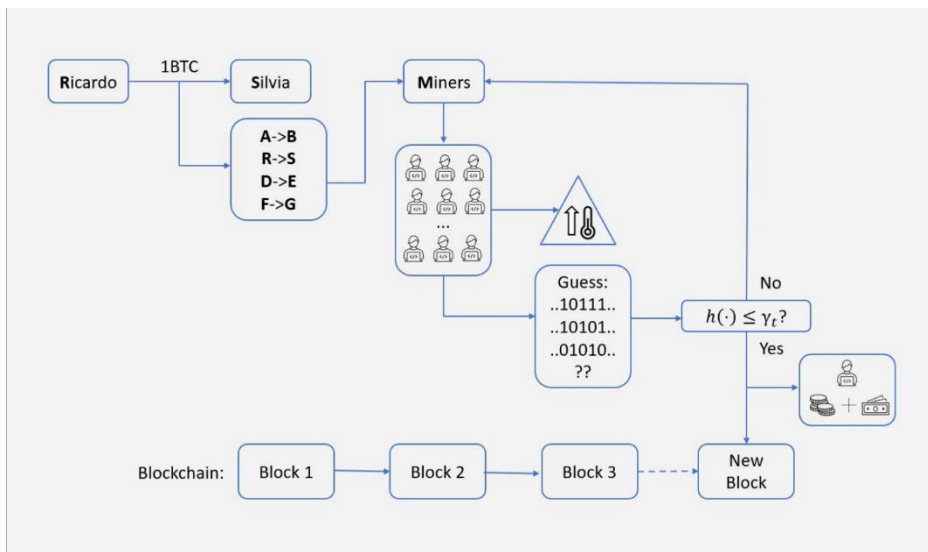 1BTC
Ricardo
Silvia
Miners
A->B
R->S
D->E
F->G
...
Guess:
..10111..
..10101..
..01010..
??
No
h(·) ≤ γt?
Yes
Blockchain:
Block 1
Block 2
Block 3
New
Block